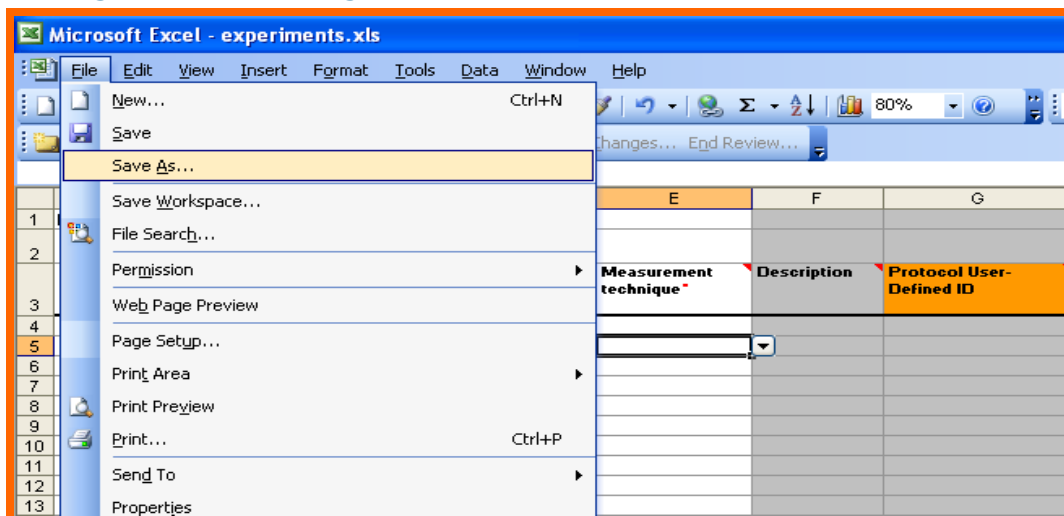 Microsoft Excel - experiments.xls
File Edit View Insert Format Tools Data Window Help
New... Ctrl+N
80%
Save
hanges... End Review...
Save As...
Save Workspace...
E F G
1
File Search...
2
Permission
Measurement technique* Description Protocol User-Defined ID
Web Page Preview
3
4
Page Setup...
5
6
Print Area
7
8 Print Preview
9
10 Print... Ctrl+P
11
Send To
12
13 Properties